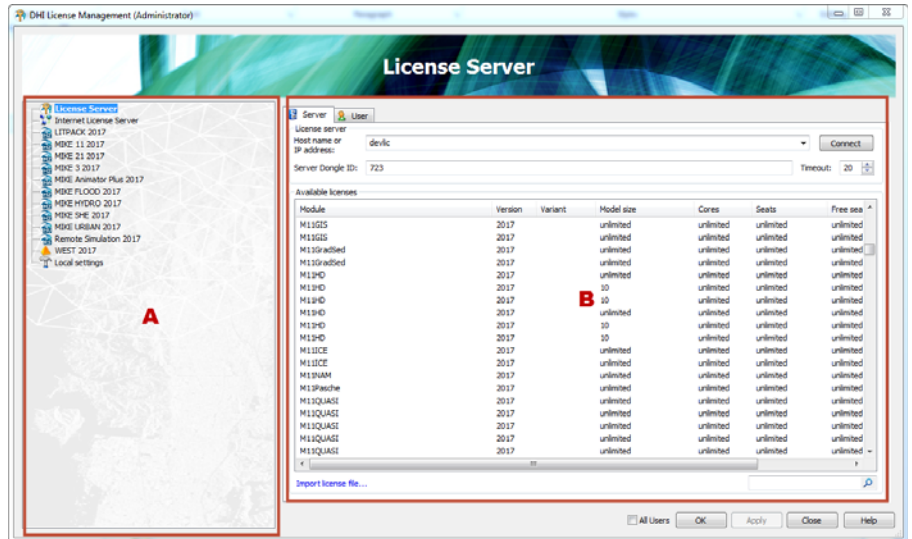 DHI License Management (Administrator)
License Server
License Server
Internet License Server
LITPACK 2017
MIKE 11 2017
MIKE 21 2017
MIKE 3 2017
MIKE Animator Plus 2017
MIKE FLOOD 2017
MIKE HYDRO 2017
MIKE SHE 2017
MIKE URBAN 2017
Remote Simulation 2017
WEST 2017
Local settings
A
Server User
License server
Host name or
IP address: devlic Connect
Server Dongle ID: 723 Timeout: 20
Available licenses
Module Version Variant Model size Cores Seats Free sea
M11GIS 2017 unlimited unlimited unlimited unlimited
M11GIS 2017 unlimited unlimited unlimited unlimited
M11GradSed 2017 unlimited unlimited unlimited unlimited
M11GradSed 2017 unlimited unlimited unlimited unlimited
M11HD 2017 unlimited unlimited unlimited unlimited
M11HD 2017 10 unlimited unlimited unlimited
M11HD 2017 B 10 unlimited unlimited unlimited
M11HD 2017 unlimited unlimited unlimited unlimited
M11HD 2017 10 unlimited unlimited unlimited
M11HD 2017 10 unlimited unlimited unlimited
M11ICE 2017 unlimited unlimited unlimited unlimited
M11ICE 2017 unlimited unlimited unlimited unlimited
M11NAM 2017 unlimited unlimited unlimited unlimited
M11Pasche 2017 unlimited unlimited unlimited unlimited
M11QUASI 2017 unlimited unlimited unlimited unlimited
M11QUASI 2017 unlimited unlimited unlimited unlimited
M11QUASI 2017 unlimited unlimited unlimited unlimited
M11QUASI 2017 unlimited unlimited unlimited unlimited
M11QUASI 2017 unlimited unlimited unlimited unlimited
Import license file...
All Users OK Apply Close Help